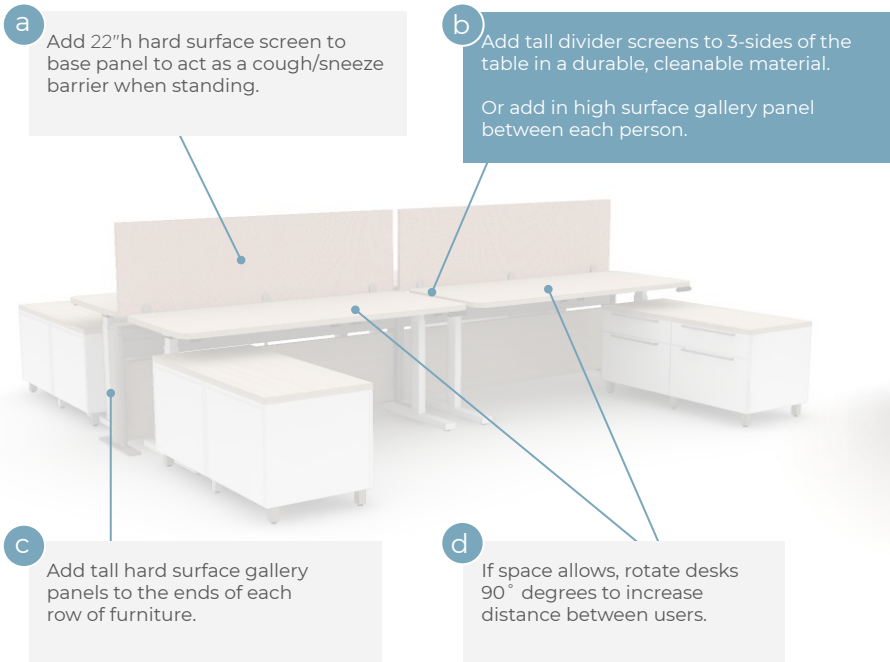 a
Add 22"h hard surface screen to
base panel to act as a cough/sneeze
barrier when standing.
b
Add tall divider screens to 3-sides of the
table in a durable, cleanable material.
Or add in high surface gallery panel
between each person.
c
Add tall hard surface gallery
panels to the ends of each
row of furniture.
d
If space allows, rotate desks
90° degrees to increase
distance between users.